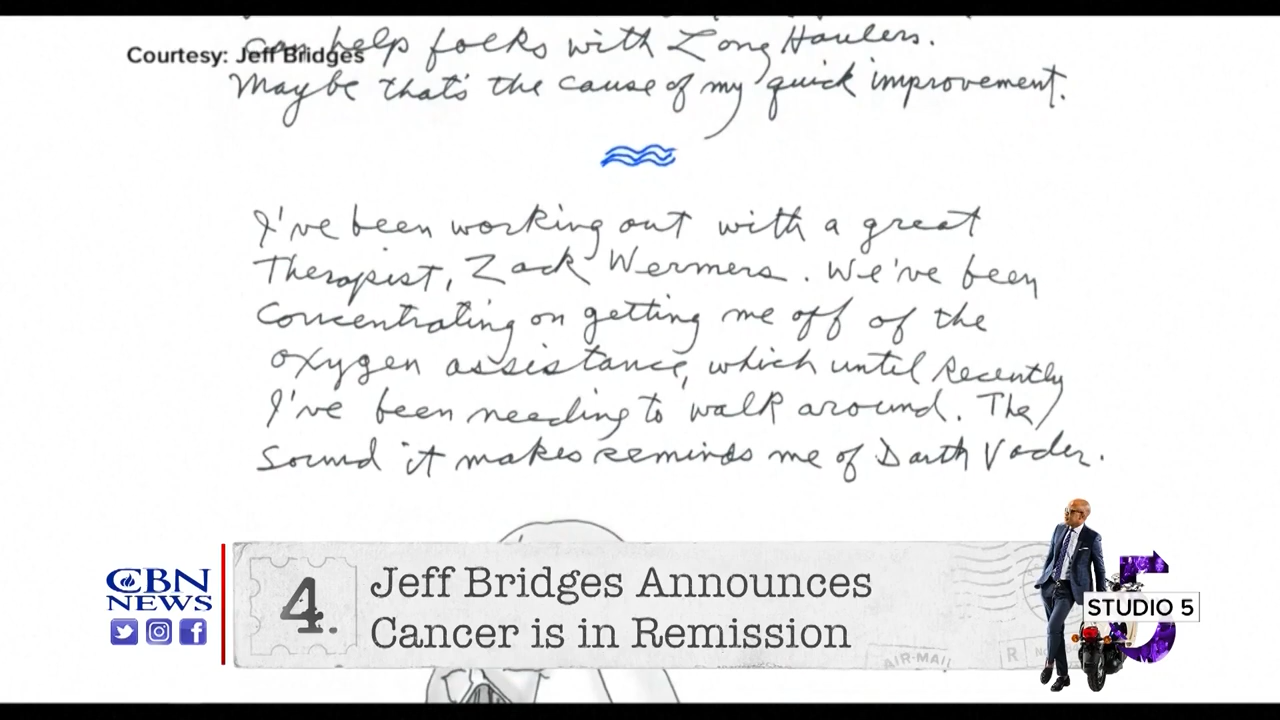 can help folks with Long Haulers.
Courtesy: Jeff Bridges
Maybe that's the cause of my quick improvement.
I've been working out with a great
Therapist, Zack Wermers. We've been
Concentrating on getting me off of the
oxygen assistance, which until Recently
I've been needing to walk around. The
Sound it makes reminds me of Darth Vader.
CBN
NEWS
4.
Jeff Bridges Announces
Cancer is in Remission
AIR-MAIL
R
STUDIO 5
5